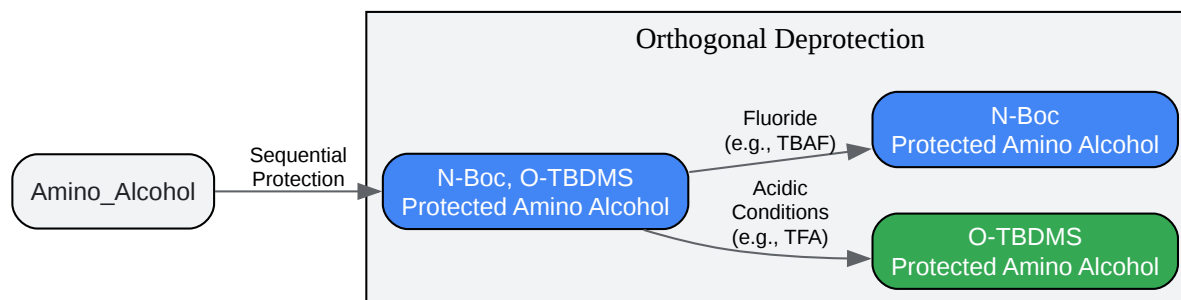 Orthogonal Deprotection
Amino_Alcohol
Sequential
Protection
N-Boc, O-TBDMS
Protected Amino Alcohol
Fluoride
(e.g., TBAF)
N-Boc
Protected Amino Alcohol
Acidic
Conditions
(e.g., TFA)
O-TBDMS
Protected Amino Alcohol